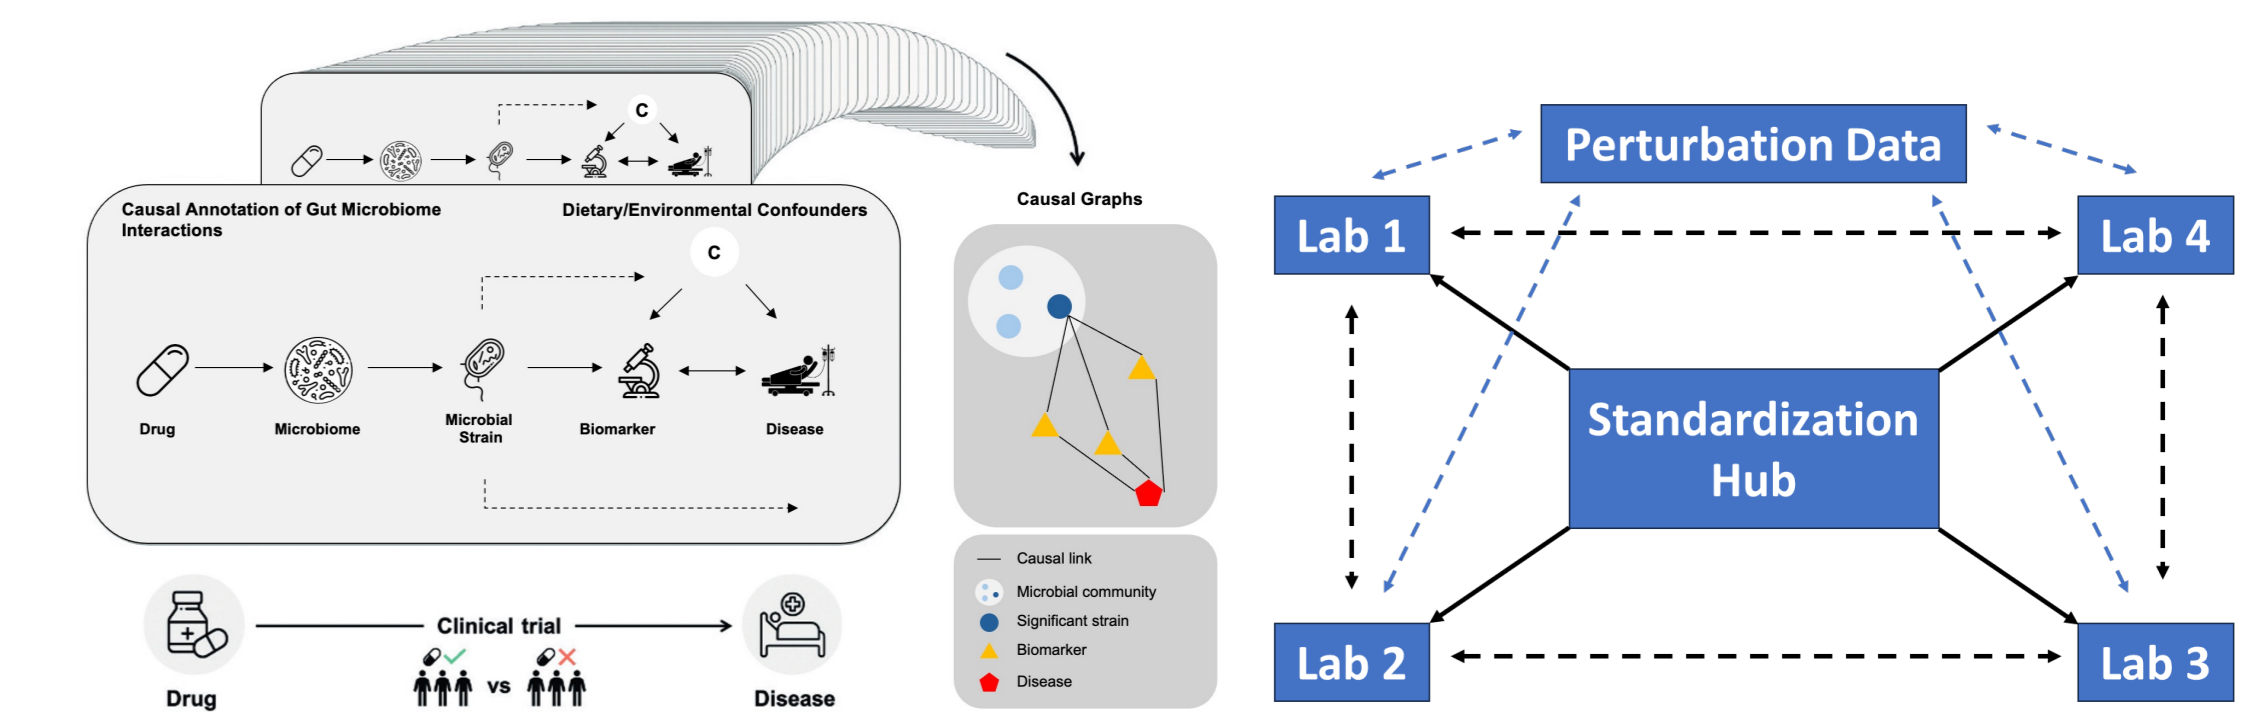 C
Causal Annotation of Gut Microbiome
Interactions
Dietary/Environmental Confounders
C
Drug
Microbiome
Microbial
Strain
Biomarker
Disease
Clinical trial
vs
Drug
Disease
Causal Graphs
Causal link
Microbial community
Significant strain
Biomarker
Disease
Perturbation Data
Lab 1
Lab 4
Standardization
Hub
Lab 2
Lab 3